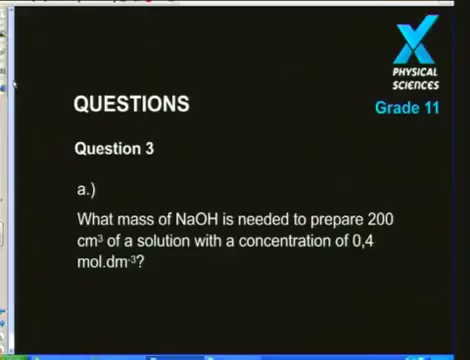 PHYSICAL
SCIENCES
Grade 11
QUESTIONS
Question 3
a.)
What mass of NaOH is needed to prepare 200
cm³ of a solution with a concentration of 0,4
mol.dm⁻³?